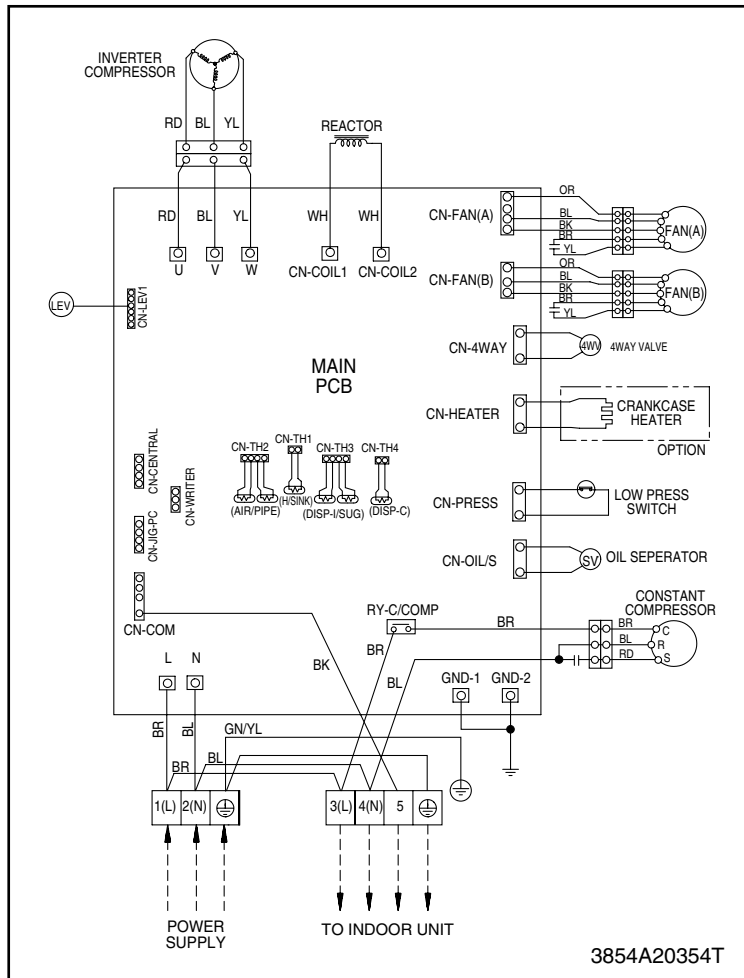 INVERTER
COMPRESSOR
RD BL YL
REACTOR
RD BL YL
WH WH
U V W
CN-COIL1 CN-COIL2
CN-FAN(A)
OR
BL
BK
BR
YL
FAN(A)
CN-FAN(B)
OR
BL
BK
BR
YL
FAN(B)
LEV
CN-LEV1
CN-4WAY
4WV
4WAY VALVE
MAIN
PCB
CN-HEATER
CRANKCASE
HEATER
OPTION
CN-CENTRAL
CN-WRITER
CN-JIG-PC
CN-TH2 CN-TH1 CN-TH3 CN-TH4
(AIR/PIPE) (H/SINK) (DISP-I/SUG) (DISP-C)
CN-PRESS
LOW PRESS
SWITCH
CN-OIL/S
SV
OIL SEPERATOR
CN-COM
RY-C/COMP
BR
CONSTANT
COMPRESSOR
BR C
BL R
RD S
BK
BR
BL
L N
GND-1 GND-2
BR
BL
GN/YL
BR
BL
1(L) 2(N)
3(L) 4(N) 5
POWER
SUPPLY
TO INDOOR UNIT
3854A20354T